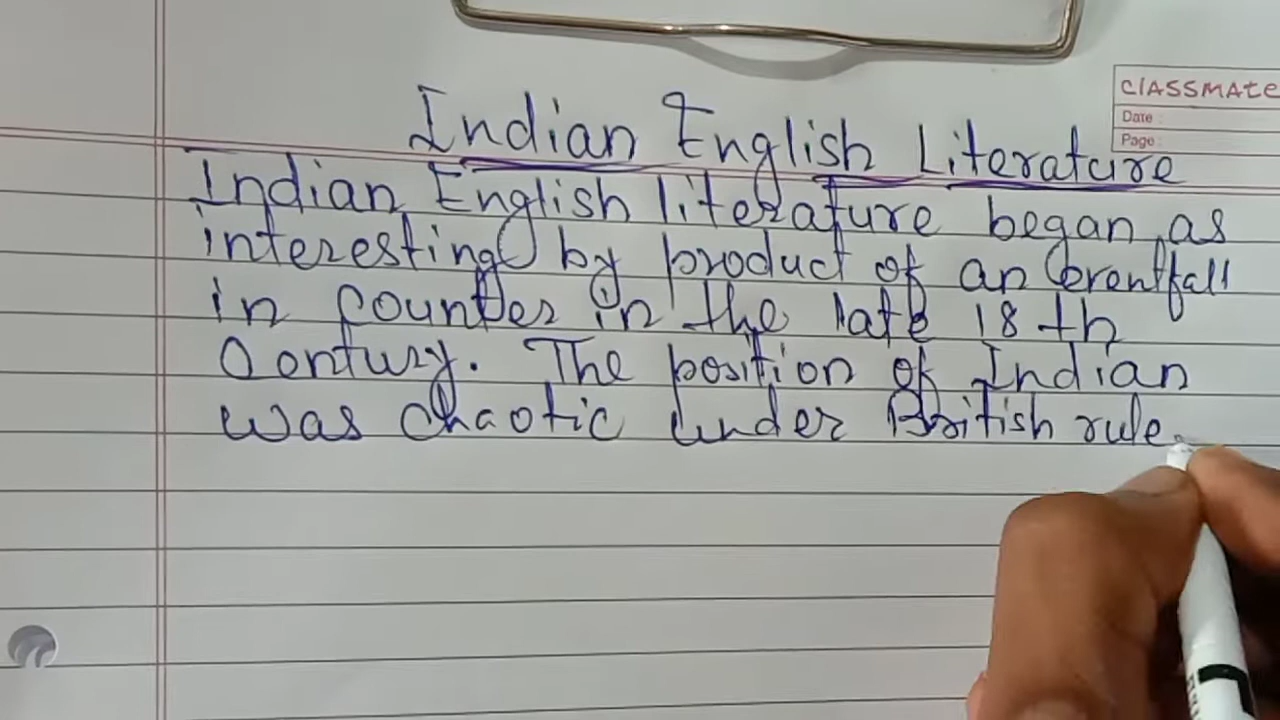 CLASSMATE
Date :
Page :
Indian English Literature
Indian English literature began as
interesting by product of an erentfall
in counter in the late 18 th
Century. The position of Indian
was chaotic under British rule.